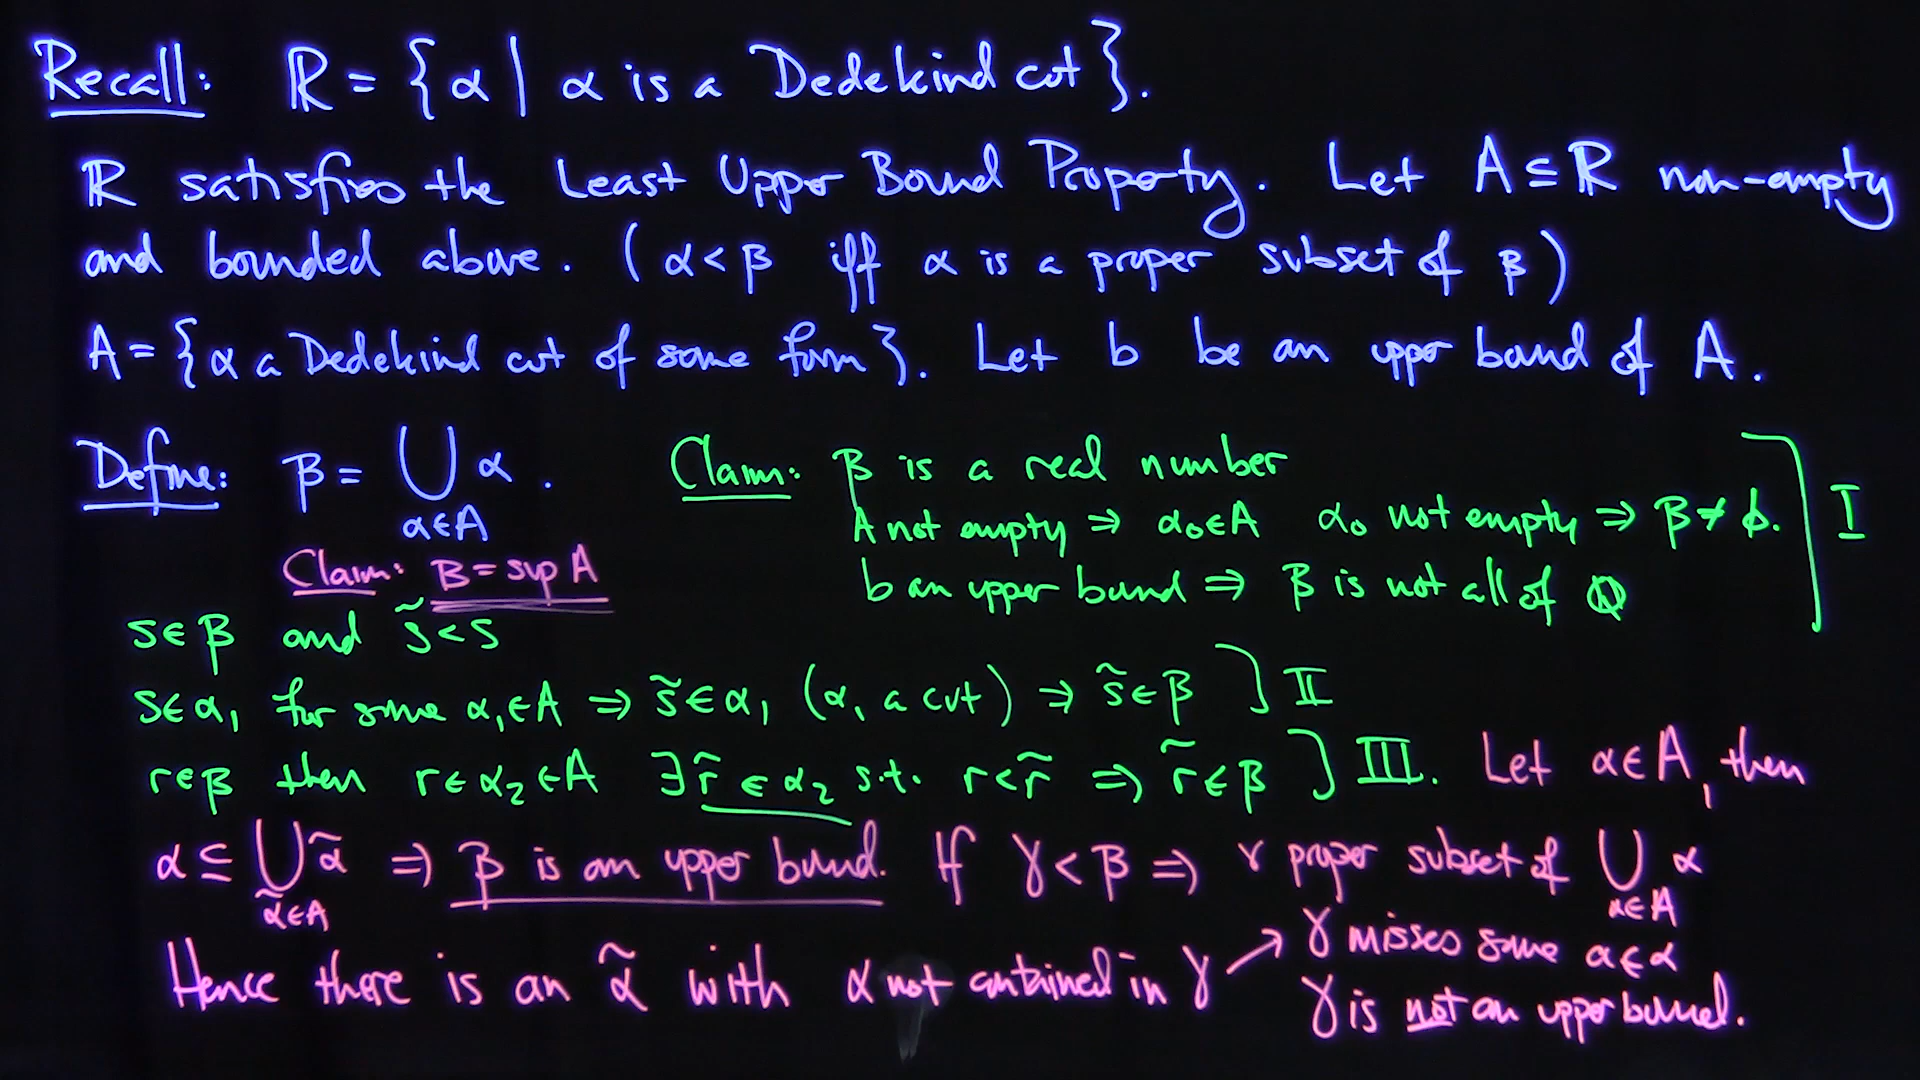 Recall: ℝ = {α | α is a Dedekind cut}.
ℝ satisfies the Least Upper Bound Property. Let A ⊆ ℝ non-empty
and bounded above. (α < β iff α is a proper subset of β)
A = {α a Dedekind cut of some form}. Let b be an upper bound of A.
Define: β = ⋃ α.
α∈A
Claim: β = sup A
Claim: β is a real number
A not empty ⇒ α₀∈A α₀ not empty ⇒ β ≠ ϕ.
b an upper bound ⇒ β is not all of ℚ
] I
s∈β and s̃ < s
s∈α₁ for some α₁∈A ⇒ s̃∈α₁ (α₁ a cut) ⇒ s̃∈β ] II
r∈β then r∈α₂∈A ∃ r̃ ∈ α₂ s.t. r < r̃ ⇒ r̃∈β ] III. Let α∈A, then
α ⊆ ⋃ α̃ ⇒ β is an upper bound. If γ < β ⇒ γ proper subset of ⋃ α
α̃∈A α∈A
Hence there is an α̃ with α not contained in γ → γ misses some a∈α
γ is not an upper bound.